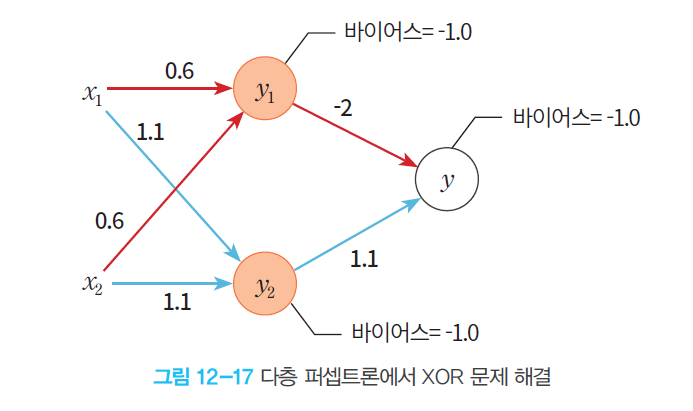 바이어스= -1.0
x1
0.6
y1
-2
바이어스= -1.0
1.1
y
0.6
1.1
x2
1.1
y2
바이어스= -1.0
그림 12-17 다층 퍼셉트론에서 XOR 문제 해결